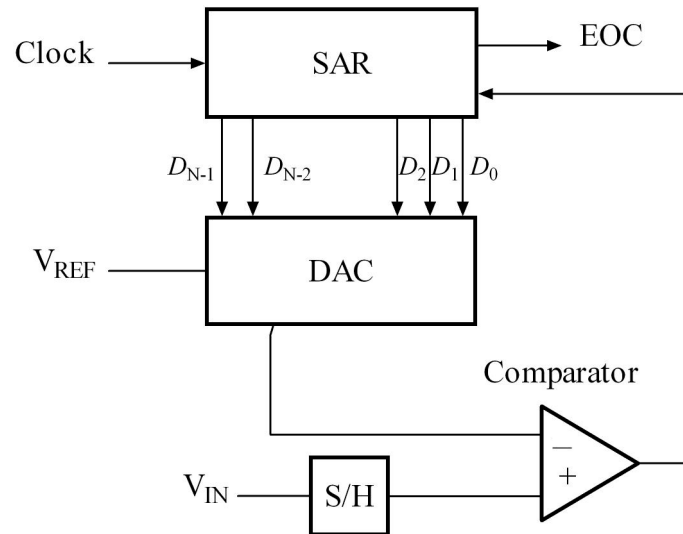 EOC
Clock
SAR
D_N-1 D_N-2 D_2 D_1 D_0
V_REF
DAC
Comparator
−
V_IN
S/H
+